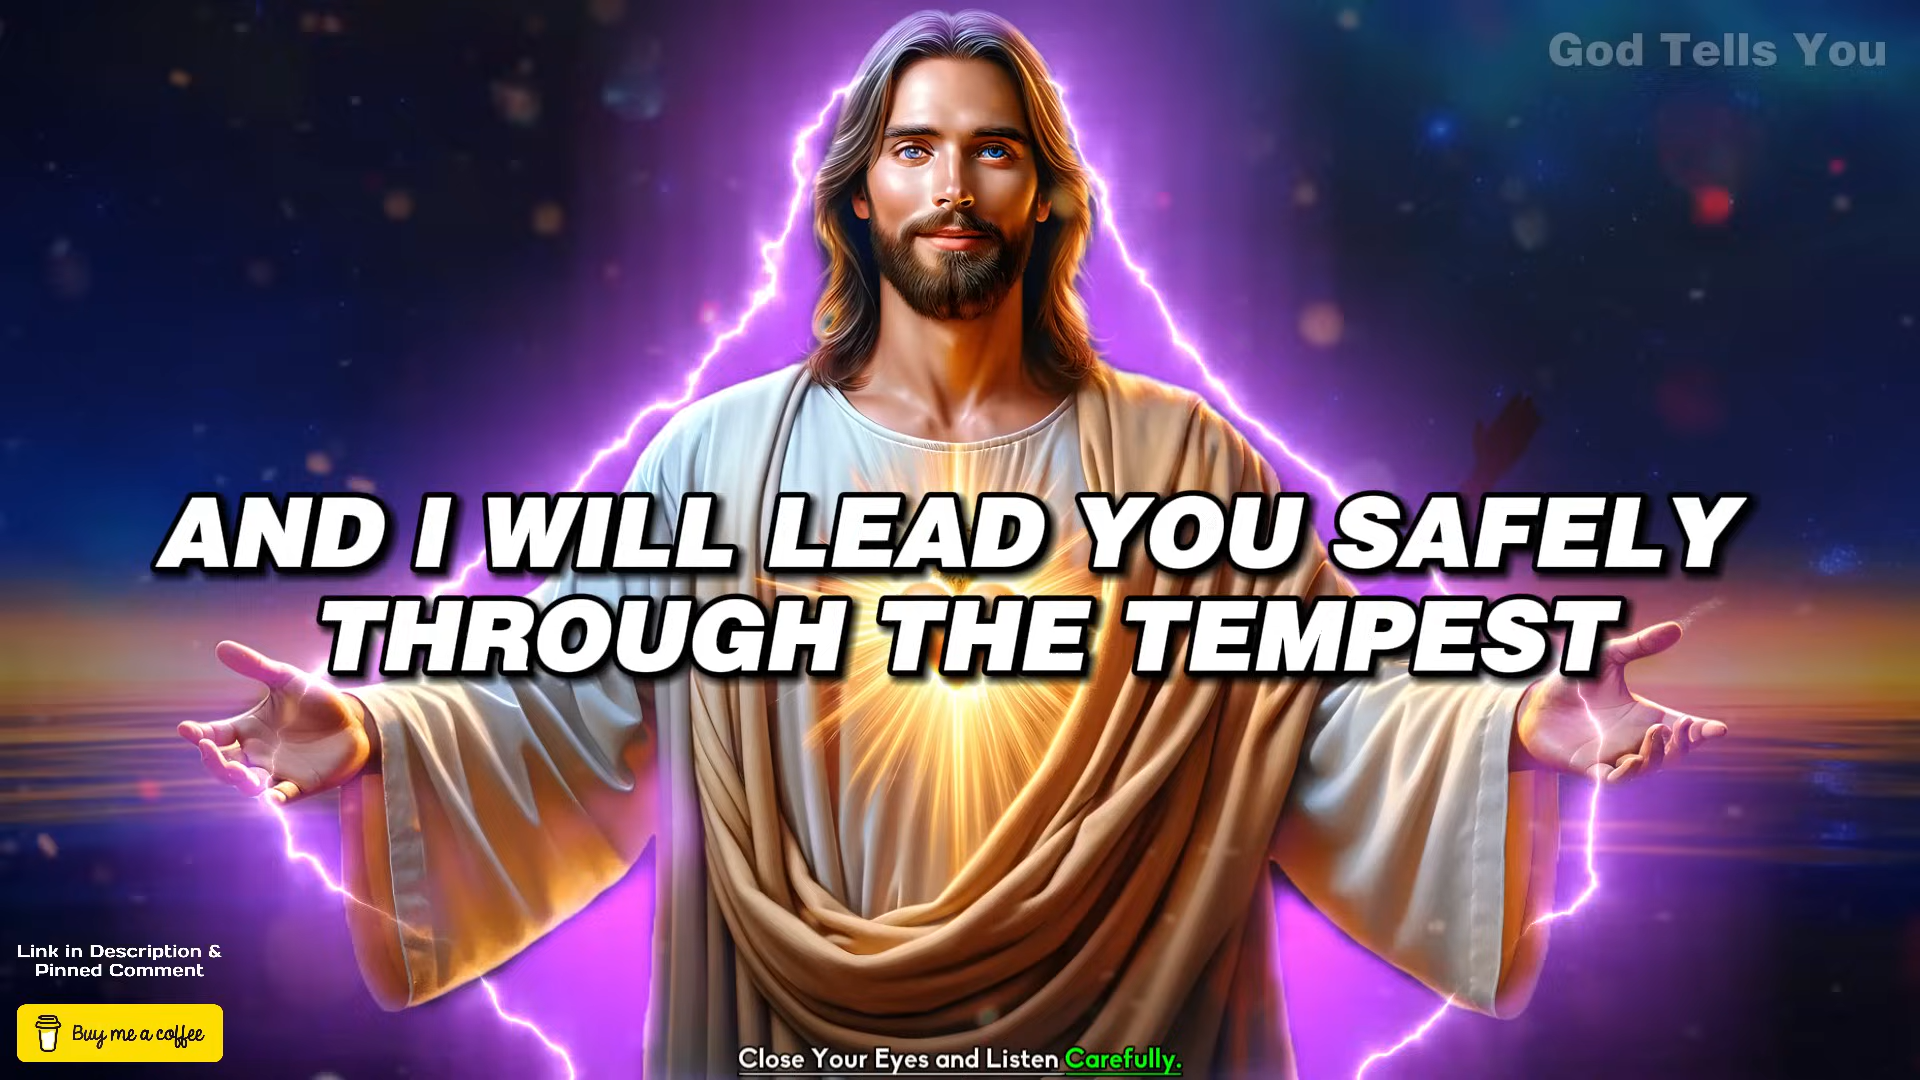 God Tells You
AND I WILL LEAD YOU SAFELY
THROUGH THE TEMPEST
Link in Description &
Pinned Comment
Buy me a coffee
Close Your Eyes and Listen Carefully.